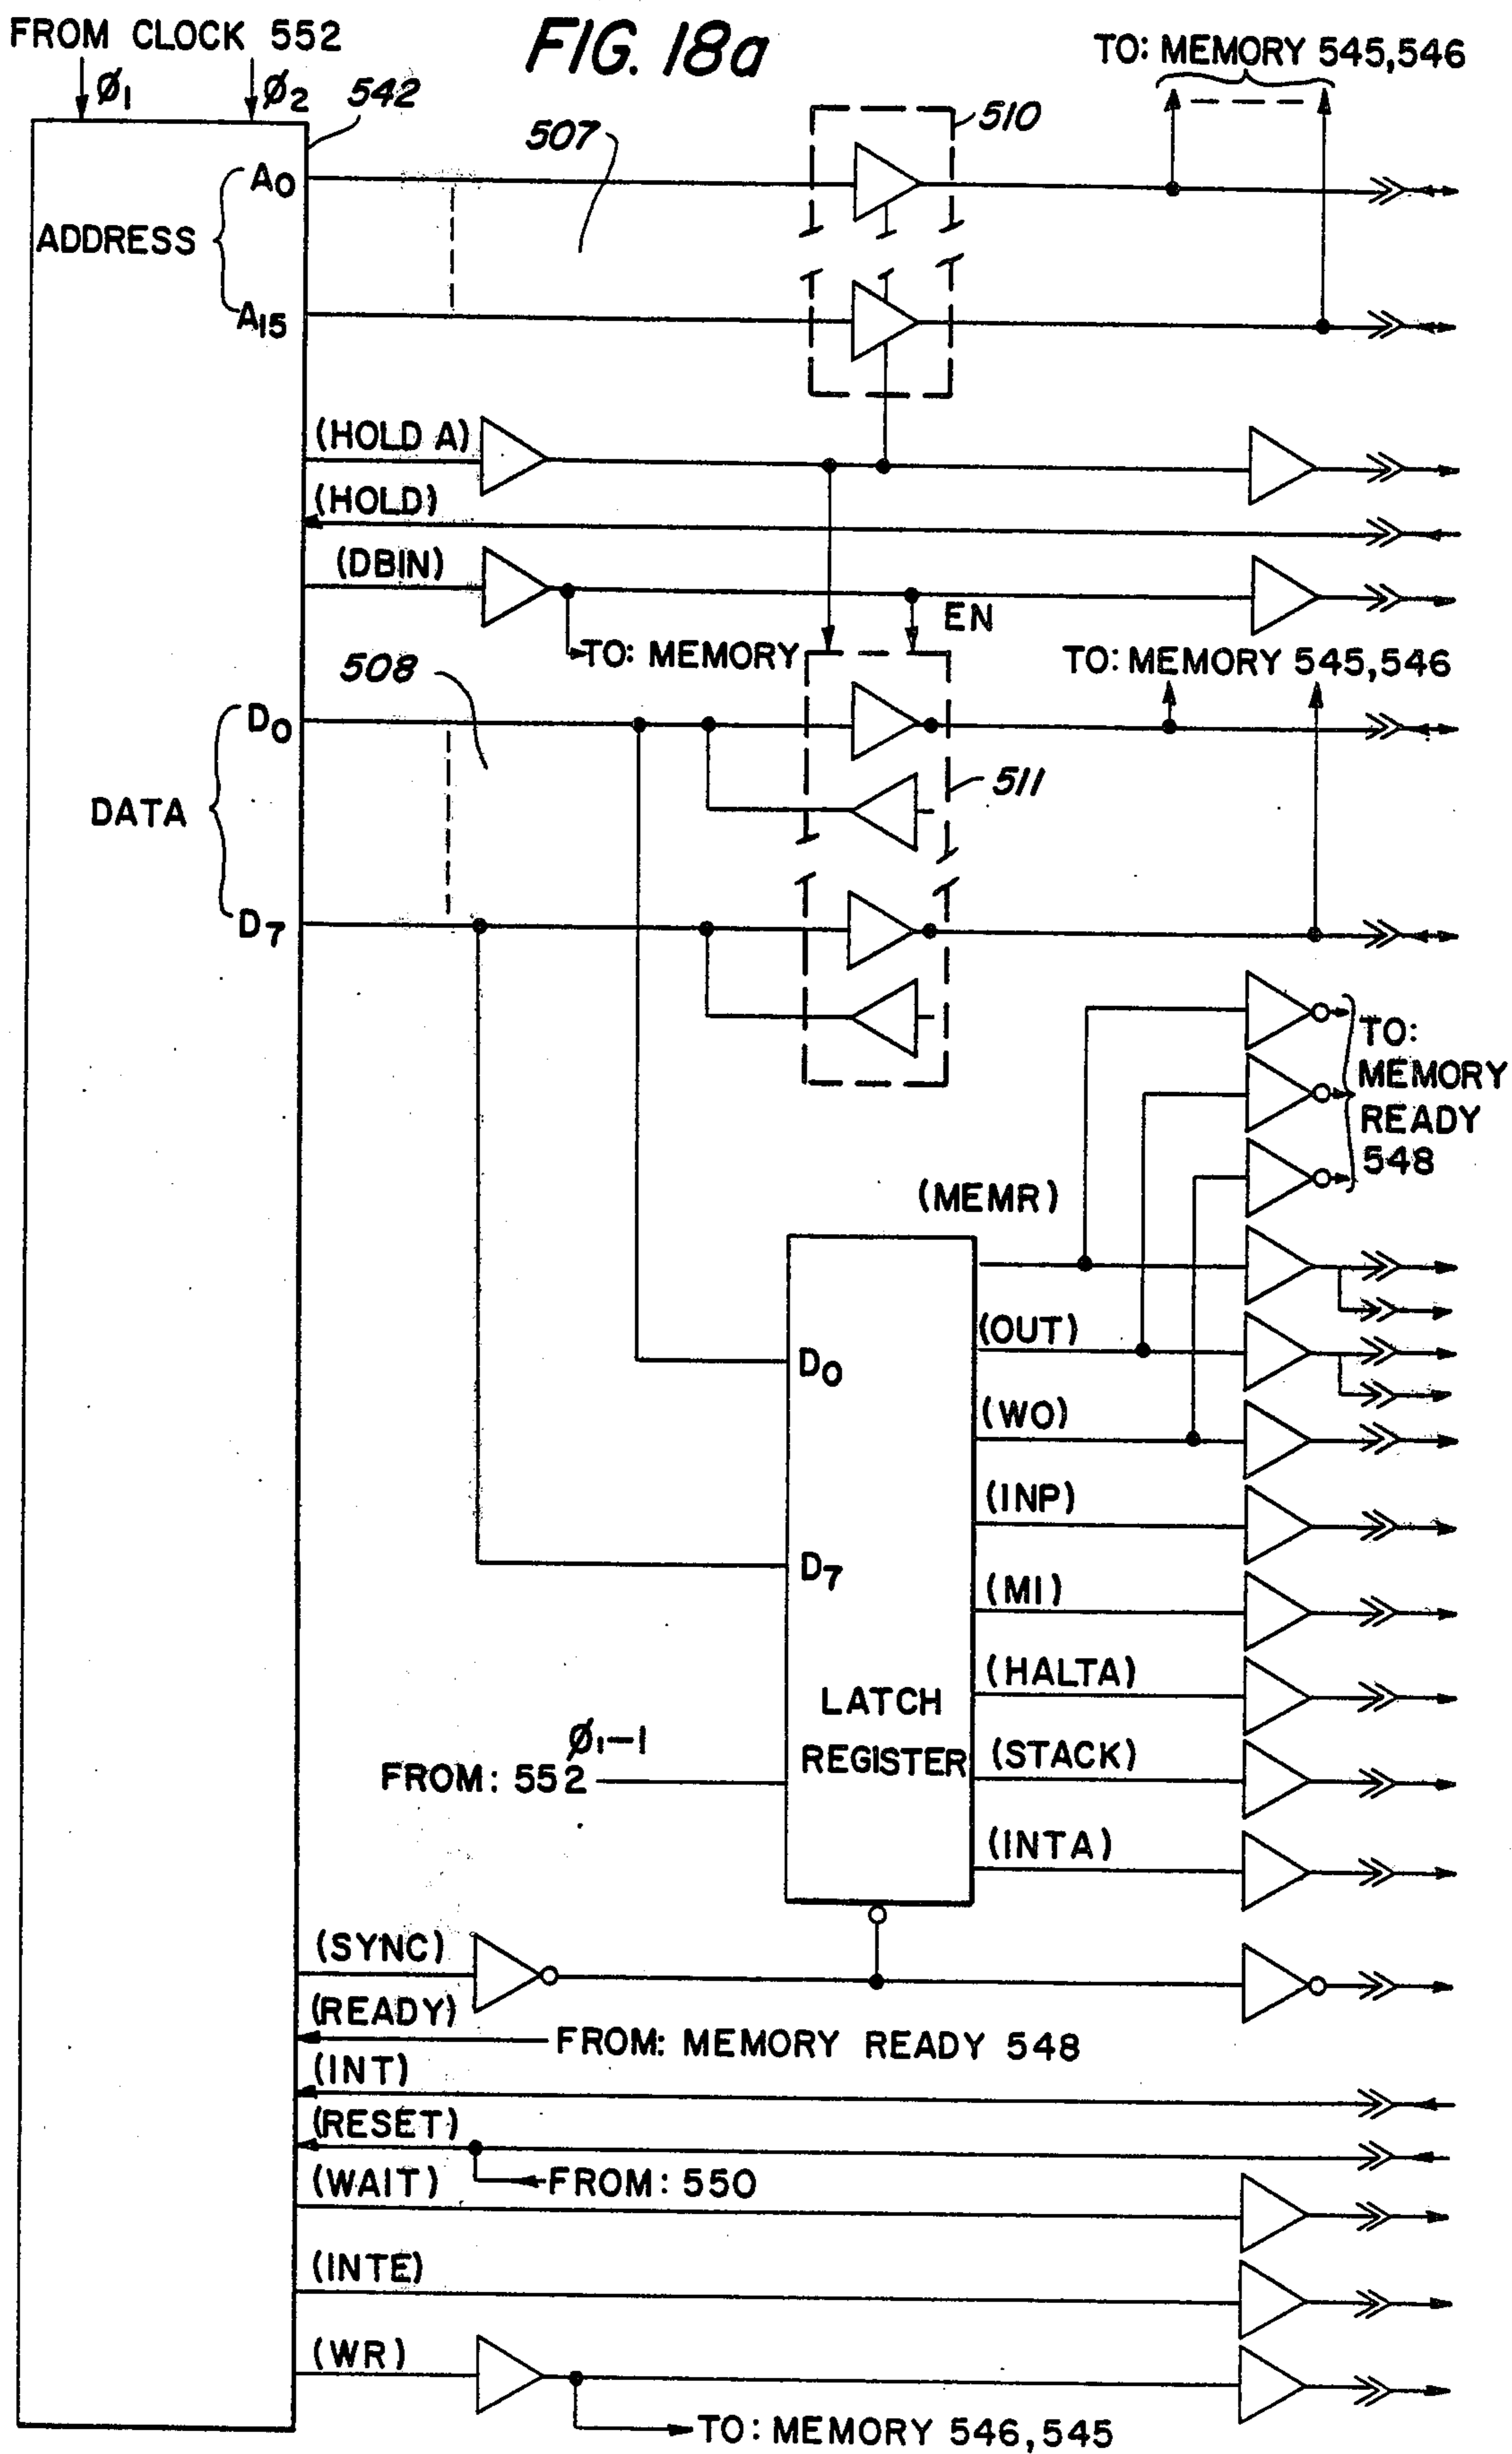 FROM CLOCK 552
FIG. 18a
TO: MEMORY 545,546
Ø1
Ø2
542
507
510
A0
ADDRESS
A15
(HOLD A)
(HOLD)
(DBIN)
EN
TO: MEMORY
TO: MEMORY 545,546
508
D0
511
DATA
D7
TO:
MEMORY
READY
548
(MEMR)
(OUT)
D0
(WO)
(INP)
D7
(MI)
(HALTA)
LATCH
REGISTER
Ø1-1
FROM: 552
(STACK)
(INTA)
(SYNC)
(READY)
FROM: MEMORY READY 548
(INT)
(RESET)
FROM: 550
(WAIT)
(INTE)
(WR)
TO: MEMORY 546,545